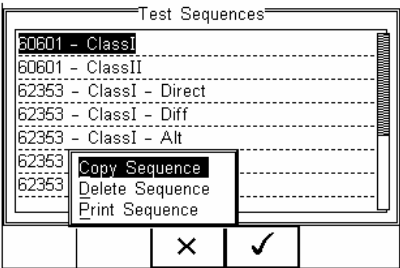 Test Sequences
60601 - ClassI
60601 - ClassII
62353 - ClassI - Direct
62353 - ClassI - Diff
62353 - ClassI - Alt
62353
62353
Copy Sequence
Delete Sequence
Print Sequence